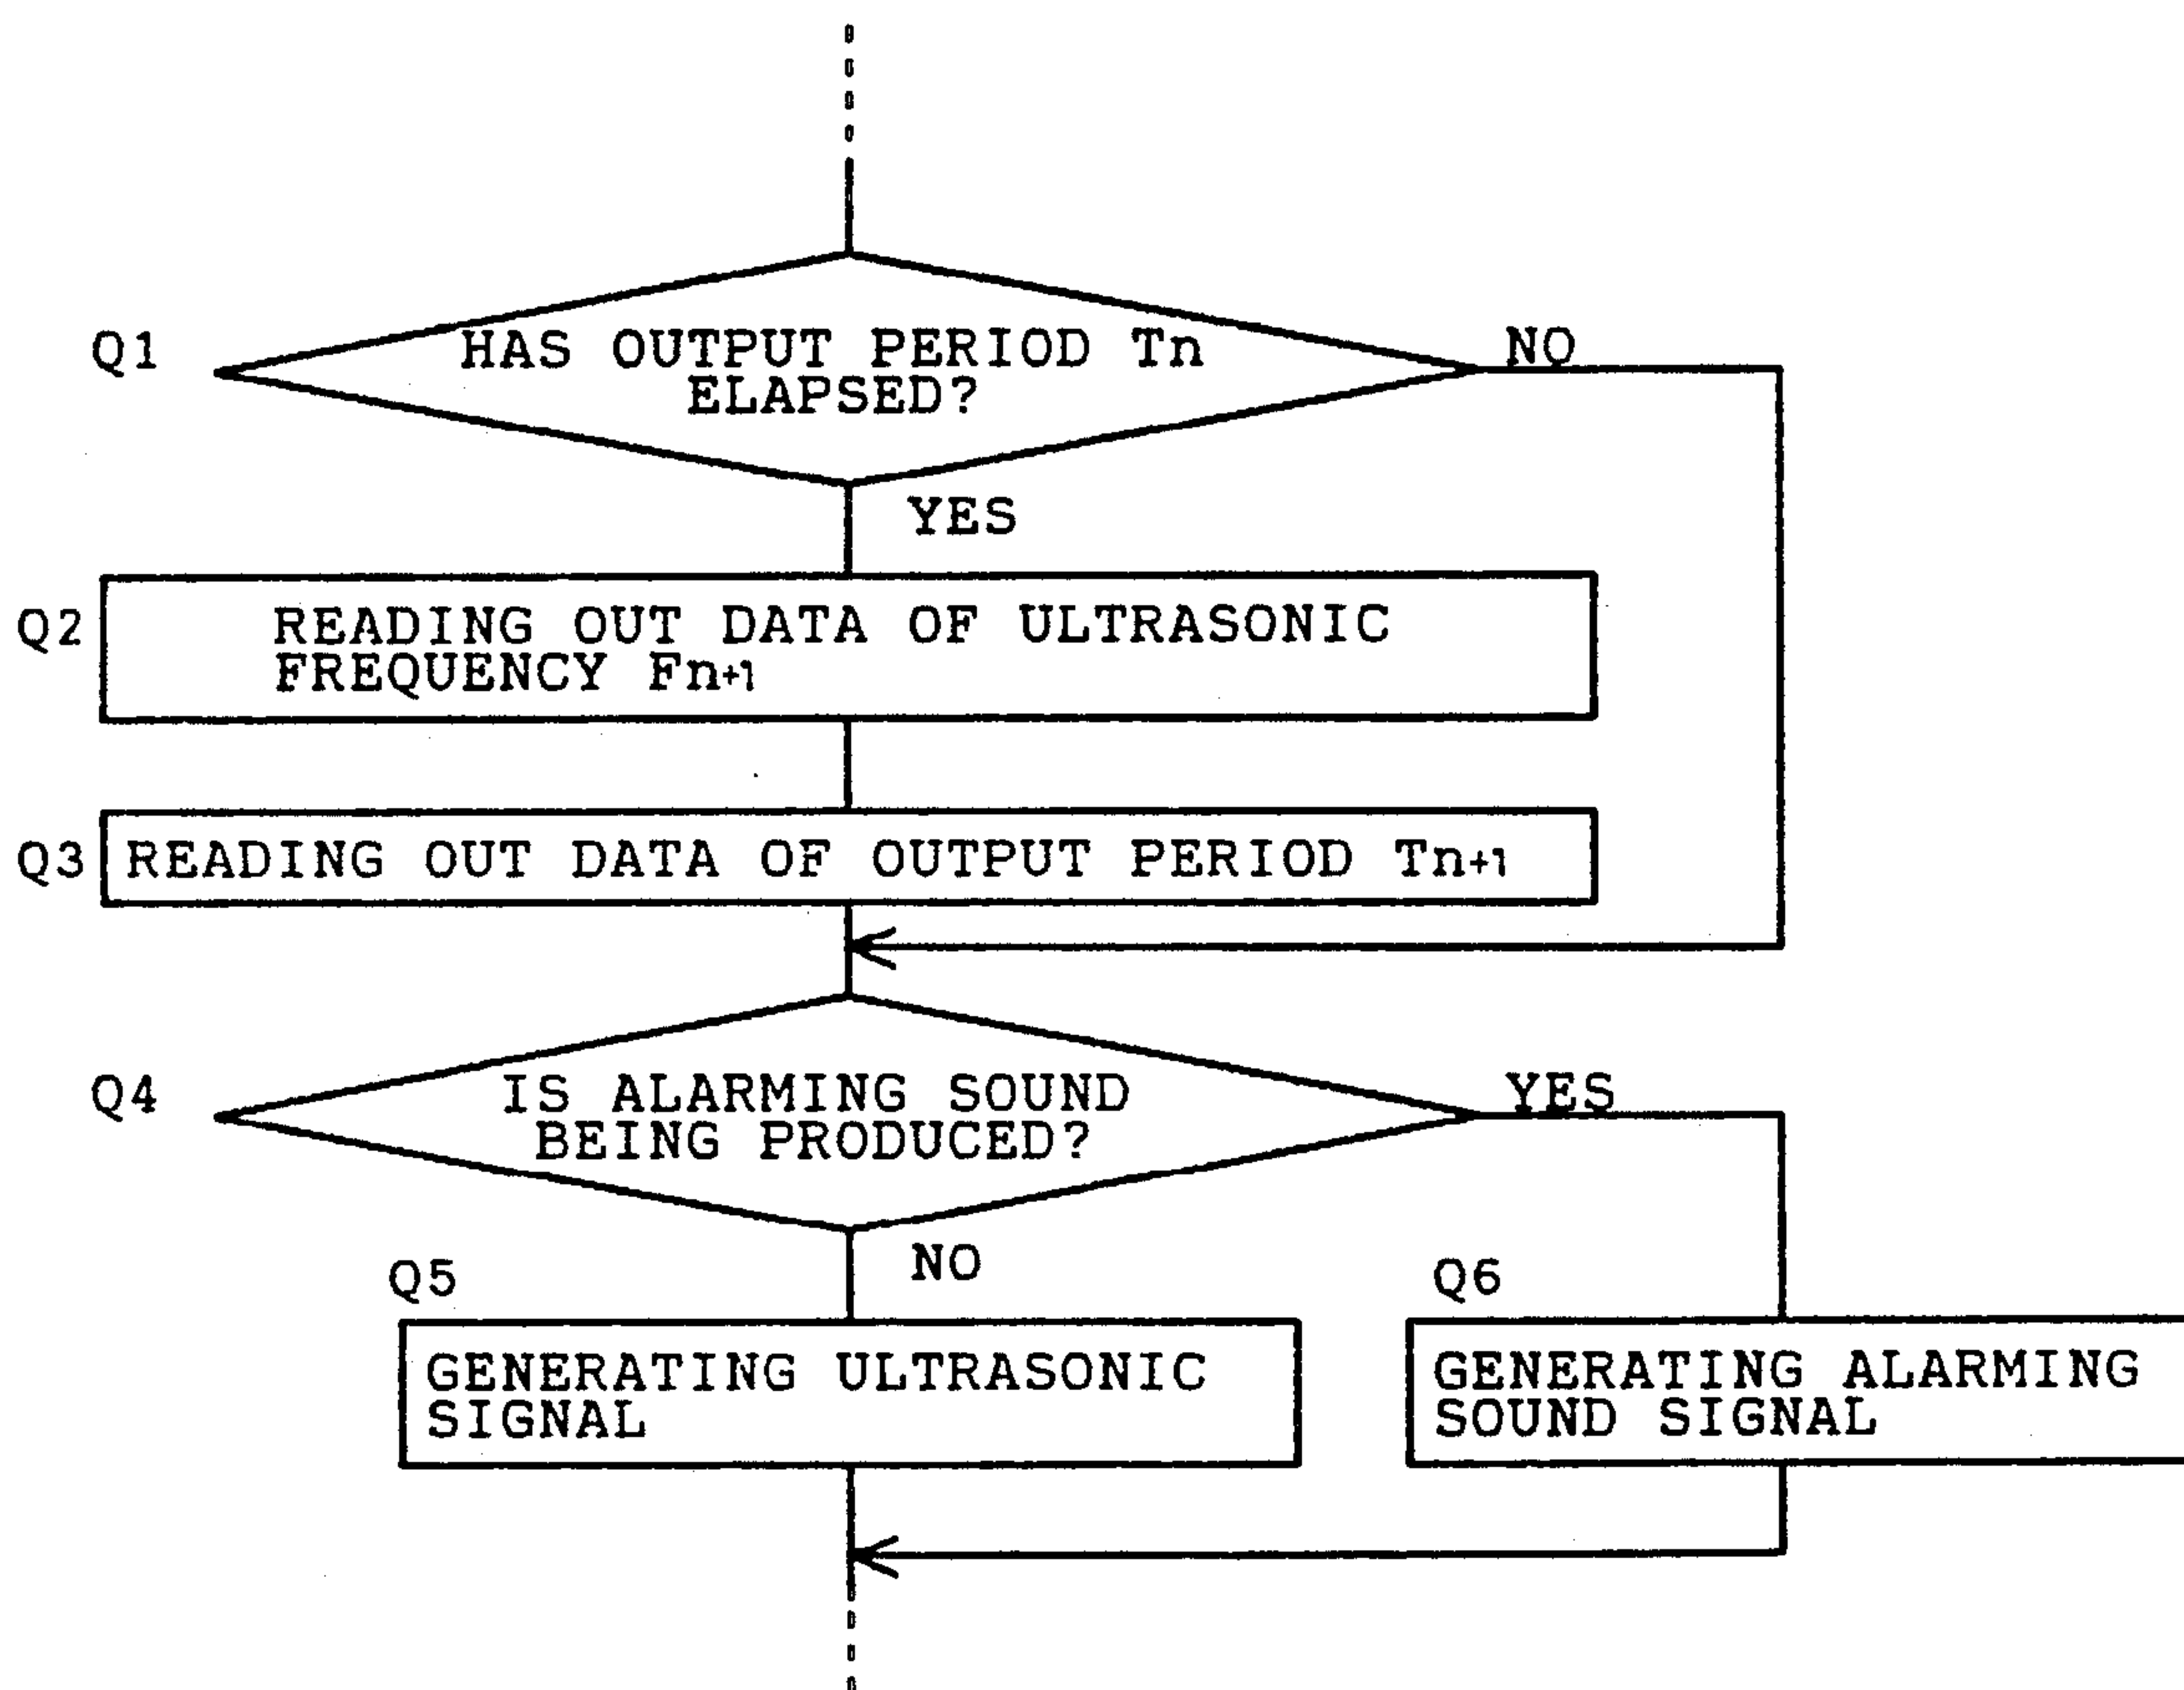 Q1
HAS OUTPUT PERIOD Tn
ELAPSED?
NO
YES
Q2
READING OUT DATA OF ULTRASONIC
FREQUENCY Fn+1
Q3
READING OUT DATA OF OUTPUT PERIOD Tn+1
Q4
IS ALARMING SOUND
BEING PRODUCED?
YES
NO
Q5
GENERATING ULTRASONIC
SIGNAL
Q6
GENERATING ALARMING
SOUND SIGNAL